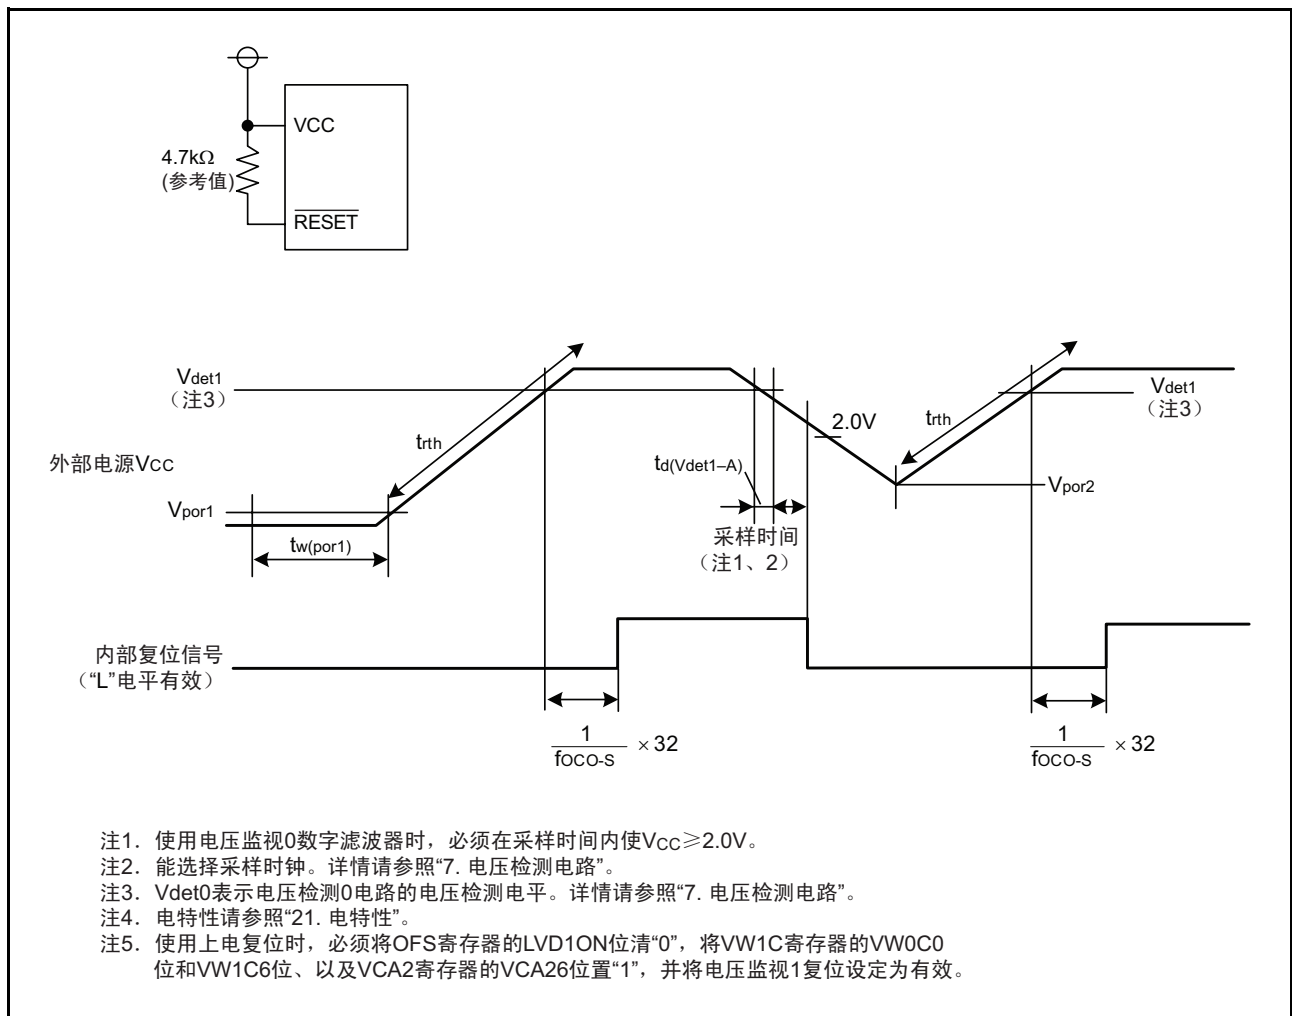 VCC
4.7kΩ
(参考值)
RESET
Vdet1
（注3）
trth
外部电源VCC
Vpor1
tw(por1)
td(Vdet1–A)
采样时间
（注1、2）
2.0V
trth
Vdet1
（注3）
Vpor2
内部复位信号
（“L”电平有效）
1
fOCO-S
× 32
1
fOCO-S
× 32
注1. 使用电压监视0数字滤波器时，必须在采样时间内使VCC≥2.0V。
注2. 能选择采样时钟。详情请参照“7. 电压检测电路”。
注3. Vdet0表示电压检测0电路的电压检测电平。详情请参照“7. 电压检测电路”。
注4. 电特性请参照“21. 电特性”。
注5. 使用上电复位时，必须将OFS寄存器的LVD1ON位清“0”，将VW1C寄存器的VW0C0
位和VW1C6位、以及VCA2寄存器的VCA26位置“1”，并将电压监视1复位设定为有效。